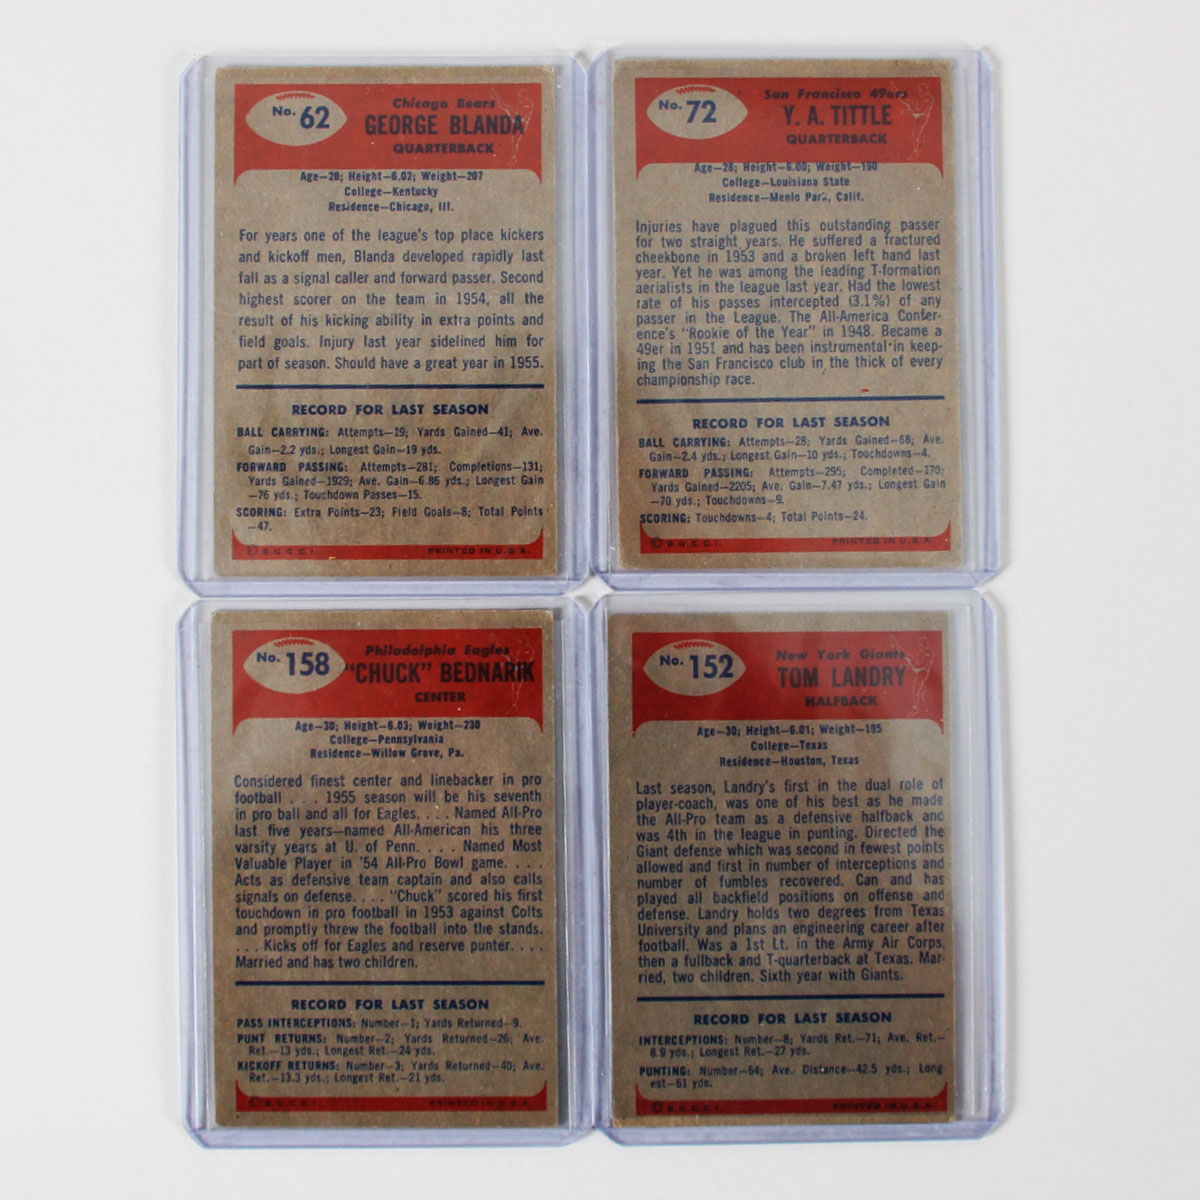 No. 62
Chicago Bears
GEORGE BLANDA
QUARTERBACK
Age—28; Height—6.02; Weight—207
College—Kentucky
Residence—Chicago, Ill.
For years one of the league's top place kickers
and kickoff men, Blanda developed rapidly last
fall as a signal caller and forward passer. Second
highest scorer on the team in 1954, all the
result of his kicking ability in extra points and
field goals. Injury last year sidelined him for
part of season. Should have a great year in 1955.
RECORD FOR LAST SEASON
BALL CARRYING: Attempts—19; Yards Gained—41; Ave.
Gain—2.2 yds.; Longest Gain—19 yds.
FORWARD PASSING: Attempts—281; Completions—131;
Yards Gained—1929; Ave. Gain—6.86 yds.; Longest Gain
—76 yds.; Touchdown Passes—15.
SCORING: Extra Points—23; Field Goals—8; Total Points
—47.
© B.G.C.C.I. PRINTED IN U.S.A.
No. 72
San Francisco 49ers
Y. A. TITTLE
QUARTERBACK
Age—28; Height—6.00; Weight—190
College—Louisiana State
Residence—Menlo Park, Calif.
Injuries have plagued this outstanding passer
for two straight years. He suffered a fractured
cheekbone in 1953 and a broken left hand last
year. Yet he was among the leading T-formation
aerialists in the league last year. Had the lowest
rate of his passes intercepted (3.1%) of any
passer in the League. The All-America Confer-
ence's "Rookie of the Year" in 1948. Became a
49er in 1951 and has been instrumental in keep-
ing the San Francisco club in the thick of every
championship race.
RECORD FOR LAST SEASON
BALL CARRYING: Attempts—28; Yards Gained—68; Ave.
Gain—2.4 yds.; Longest Gain—10 yds.; Touchdowns—4.
FORWARD PASSING: Attempts—295; Completed—170;
Yards Gained—2205; Ave. Gain—7.47 yds.; Longest Gain
—70 yds.; Touchdowns—9.
SCORING: Touchdowns—4; Total Points—24.
© B.G.C.C.I. PRINTED IN U.S.A.
No. 158
Philadelphia Eagles
"CHUCK" BEDNARIK
CENTER
Age—30; Height—6.03; Weight—230
College—Pennsylvania
Residence—Willow Grove, Pa.
Considered finest center and linebacker in pro
football . . . 1955 season will be his seventh
in pro ball and all for Eagles. . . . Named All-Pro
last five years—named All-American his three
varsity years at U. of Penn. . . . Named Most
Valuable Player in '54 All-Pro Bowl game. . . .
Acts as defensive team captain and also calls
signals on defense. . . . "Chuck" scored his first
touchdown in pro football in 1953 against Colts
and promptly threw the football into the stands.
. . . Kicks off for Eagles and reserve punter. . . .
Married and has two children.
RECORD FOR LAST SEASON
PASS INTERCEPTIONS: Number—1; Yards Returned—9.
PUNT RETURNS: Number—2; Yards Returned—26; Ave.
Ret.—13 yds.; Longest Ret.—24 yds.
KICKOFF RETURNS: Number—3; Yards Returned—40; Ave.
Ret.—13.3 yds.; Longest Ret.—21 yds.
© B.G.C.C.I. PRINTED IN U.S.A.
No. 152
New York Giants
TOM LANDRY
HALFBACK
Age—30; Height—6.01; Weight—195
College—Texas
Residence—Houston, Texas
Last season, Landry's first in the dual role of
player-coach, was one of his best as he made
the All-Pro team as a defensive halfback and
was 4th in the league in punting. Directed the
Giant defense which was second in fewest points
allowed and first in number of interceptions and
number of fumbles recovered. Can and has
played all backfield positions on offense and
defense. Landry holds two degrees from Texas
University and plans an engineering career after
football. Was a 1st Lt. in the Army Air Corps,
then a fullback and T-quarterback at Texas. Mar-
ried, two children. Sixth year with Giants.
RECORD FOR LAST SEASON
INTERCEPTIONS: Number—8; Yards Ret.—71; Ave. Ret.—
8.9 yds.; Longest Ret.—27 yds.
PUNTING: Number—64; Ave. Distance—42.5 yds.; Long-
est—61 yds.
© B.G.C.C.I. PRINTED IN U.S.A.